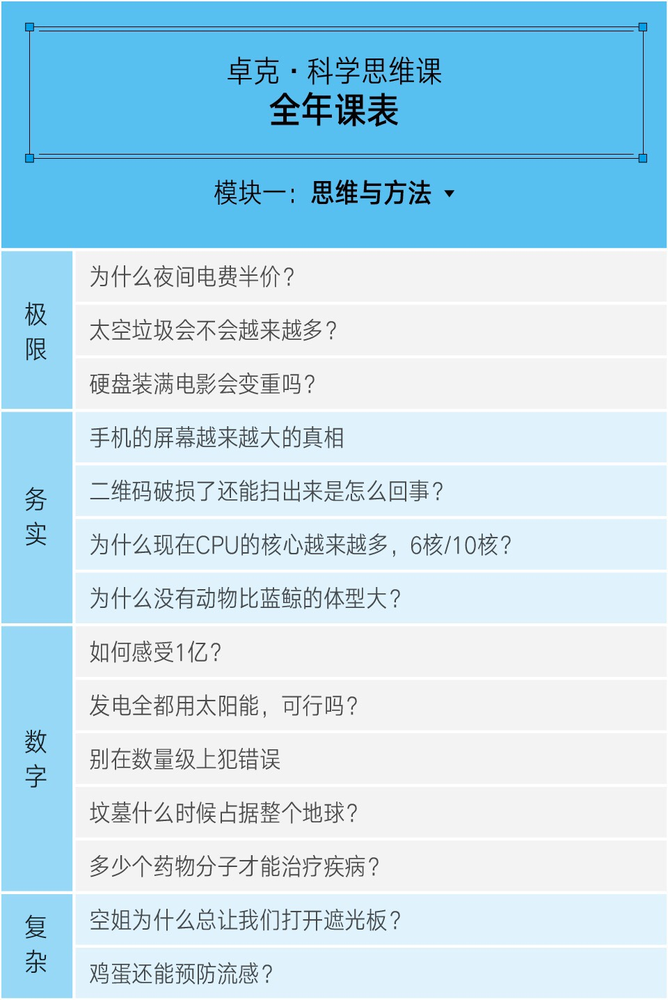 卓克·科学思维课
全年课表
模块一：思维与方法
极限
为什么夜间电费半价？
太空垃圾会不会越来越多？
硬盘装满电影会变重吗？
务实
手机的屏幕越来越大的真相
二维码破损了还能扫出来是怎么回事？
为什么现在CPU的核心越来越多，6核/10核？
为什么没有动物比蓝鲸的体型大？
数字
如何感受1亿？
发电全都用太阳能，可行吗？
别在数量级上犯错误
坟墓什么时候占据整个地球？
多少个药物分子才能治疗疾病？
复杂
空姐为什么总让我们打开遮光板？
鸡蛋还能预防流感？